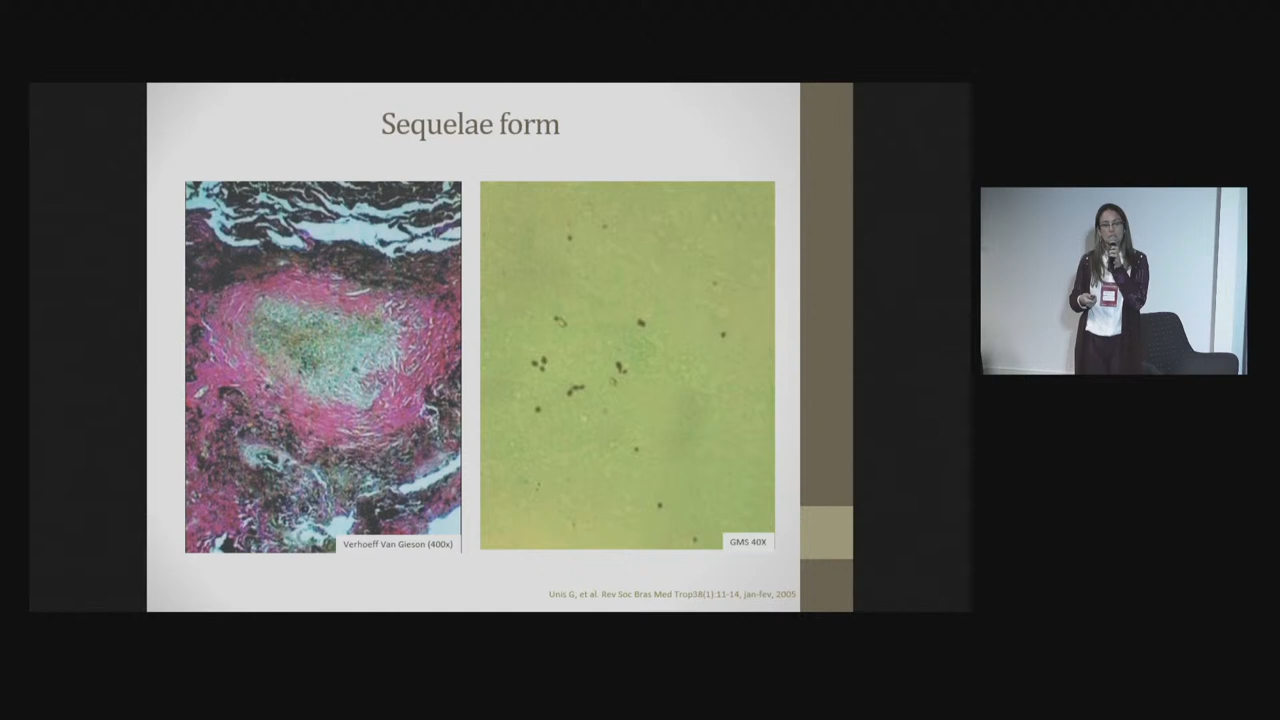 Sequelae form
Verhoeff Van Gieson (400x)
GMS 40X
Unis G, et al. Rev Soc Bras Med Trop38(1):11-14, jan-fev, 2005